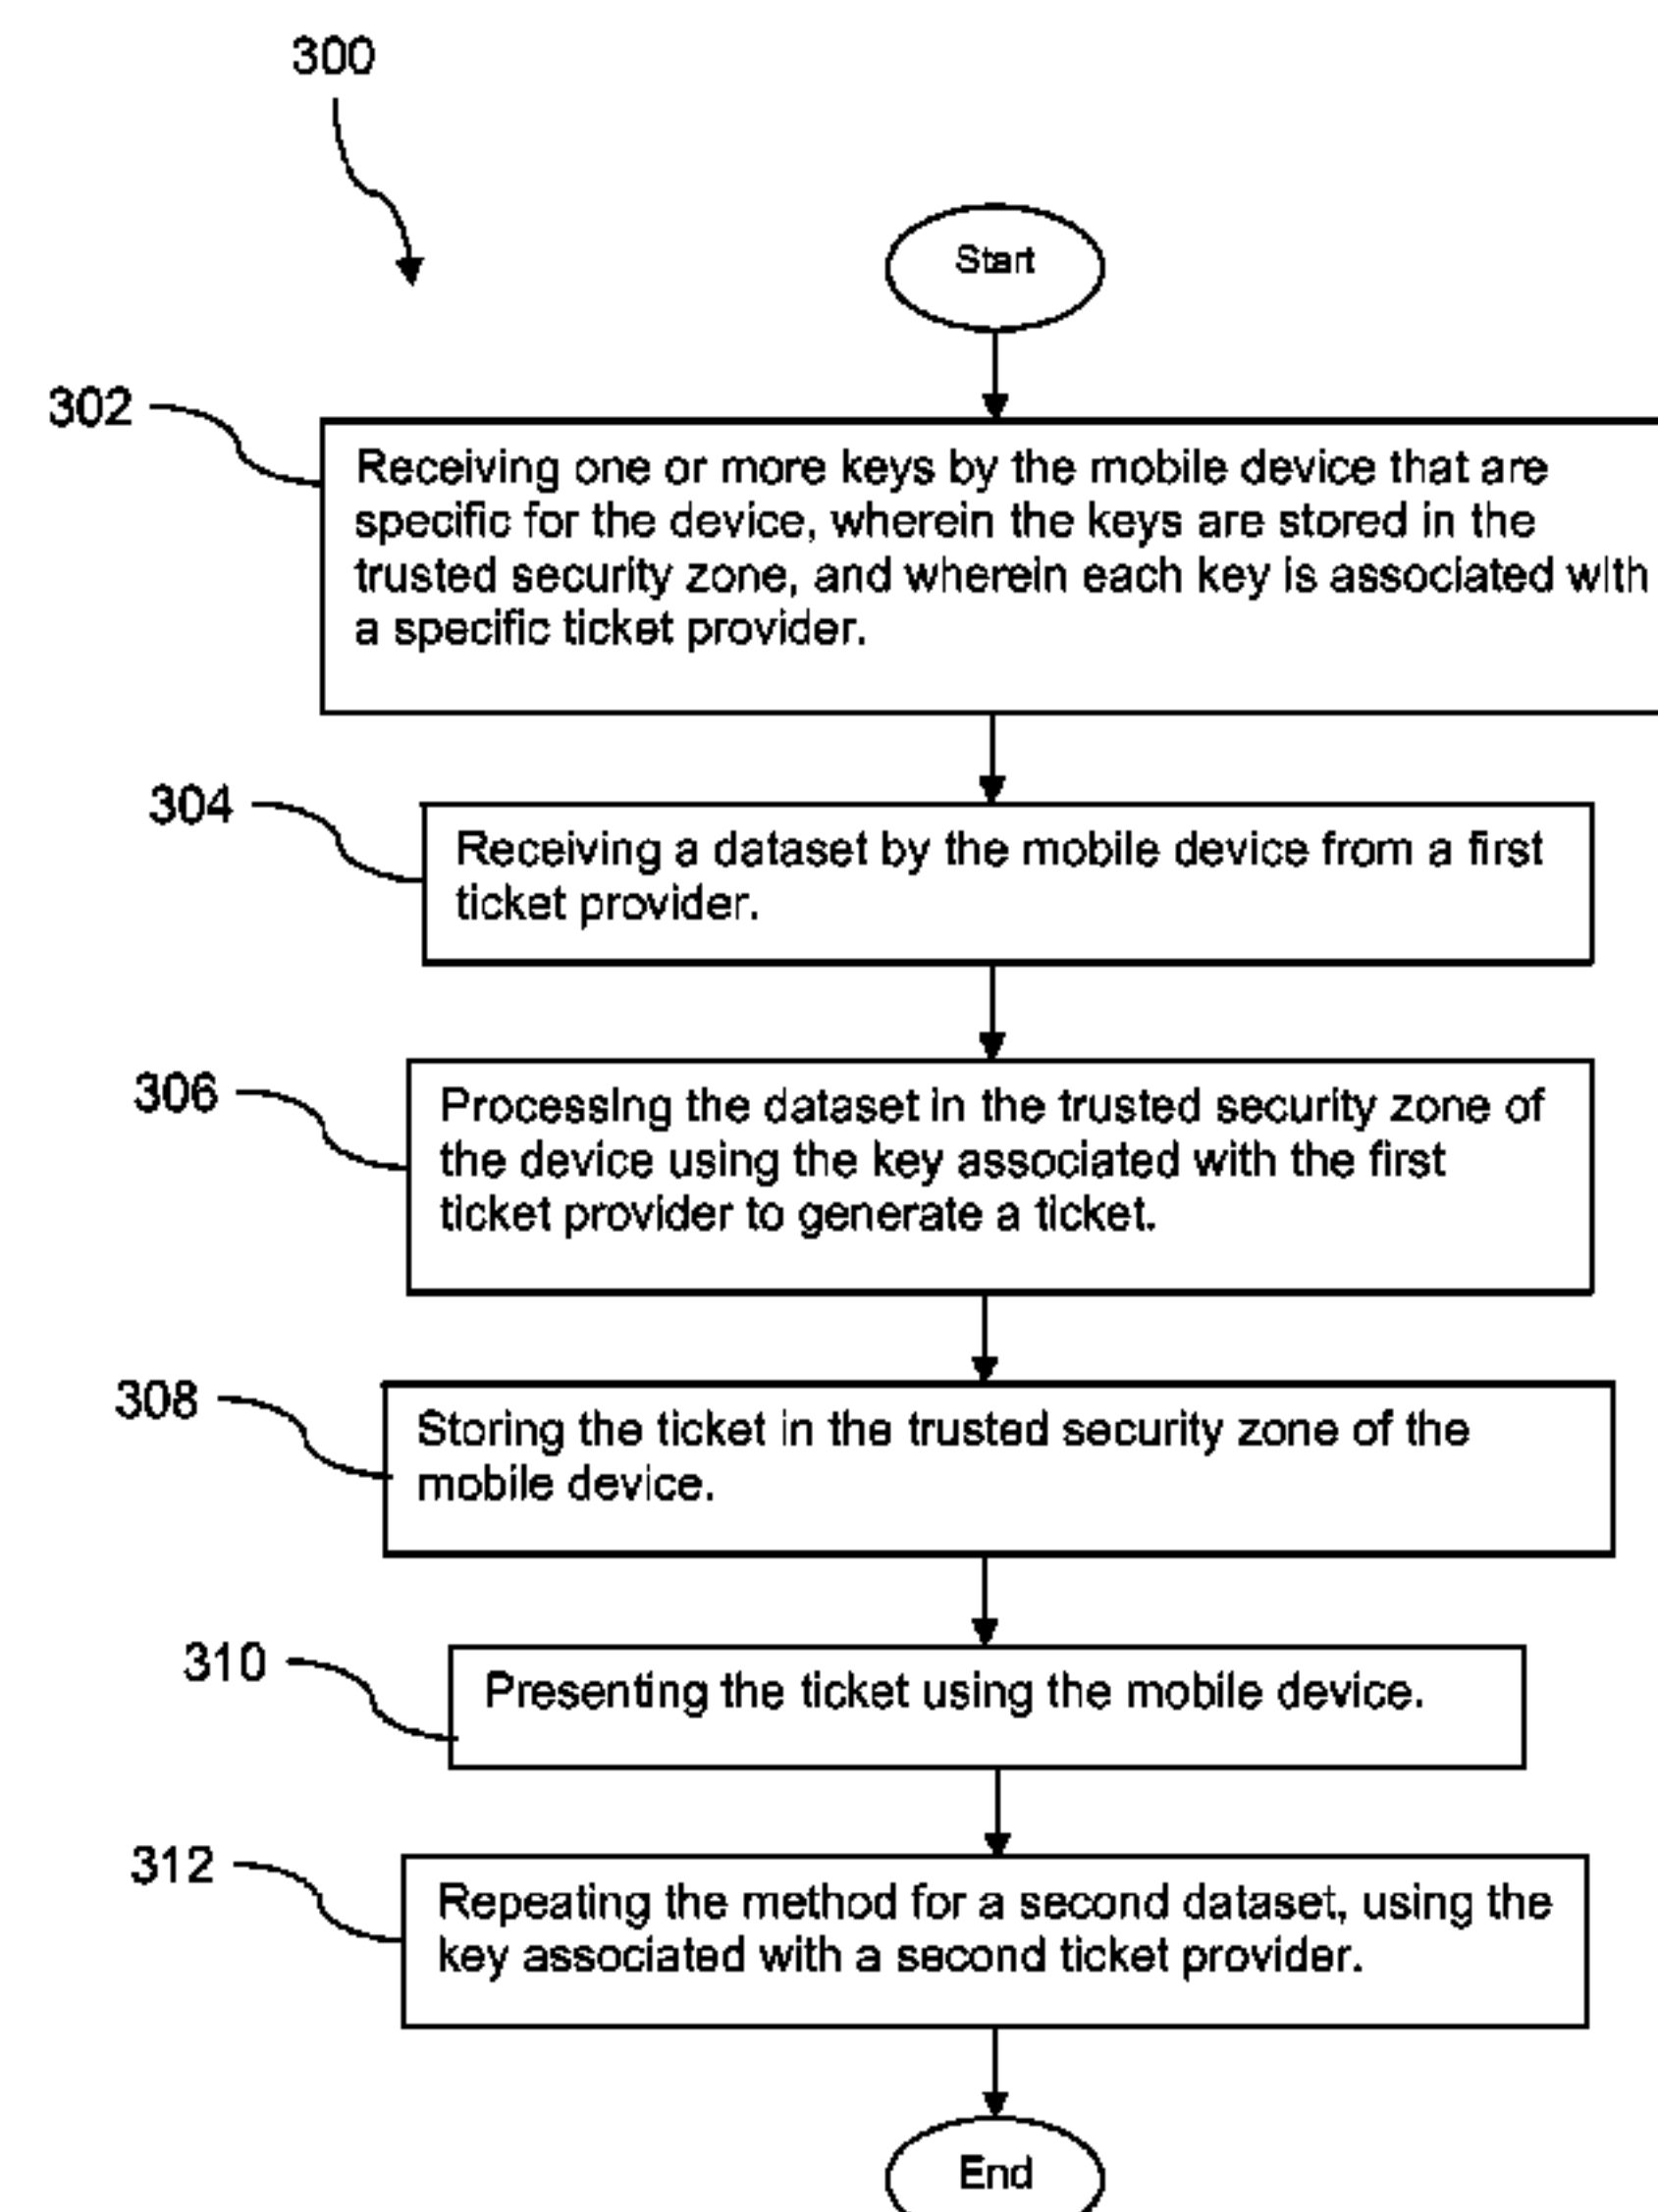 300
Start
302
Receiving one or more keys by the mobile device that are
specific for the device, wherein the keys are stored in the
trusted security zone, and wherein each key is associated with
a specific ticket provider.
304
Receiving a dataset by the mobile device from a first
ticket provider.
306
Processing the dataset in the trusted security zone of
the device using the key associated with the first
ticket provider to generate a ticket.
308
Storing the ticket in the trusted security zone of the
mobile device.
310
Presenting the ticket using the mobile device.
312
Repeating the method for a second dataset, using the
key associated with a second ticket provider.
End